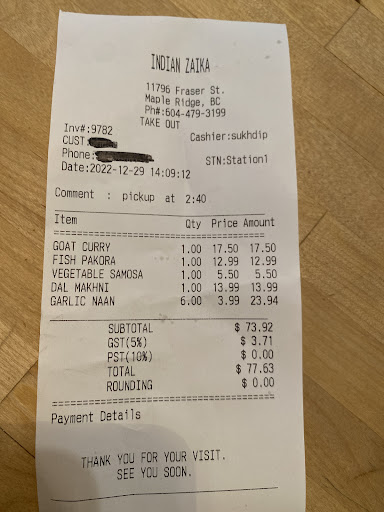 INDIAN ZAIKA
11796 Fraser St.
Maple Ridge, BC
Ph#:604-479-3199
TAKE OUT
Inv#:9782 Cashier:sukhdip
CUST:
Phone: STN:Station1
Date:2022-12-29 14:09:12
Comment : pickup at 2:40
Item Qty Price Amount
GOAT CURRY 1.00 17.50 17.50
FISH PAKORA 1.00 12.99 12.99
VEGETABLE SAMOSA 1.00 5.50 5.50
DAL MAKHNI 1.00 13.99 13.99
GARLIC NAAN 6.00 3.99 23.94
SUBTOTAL $ 73.92
GST(5%) $ 3.71
PST(10%) $ 0.00
TOTAL $ 77.63
ROUNDING $ 0.00
Payment Details
THANK YOU FOR YOUR VISIT.
SEE YOU SOON.